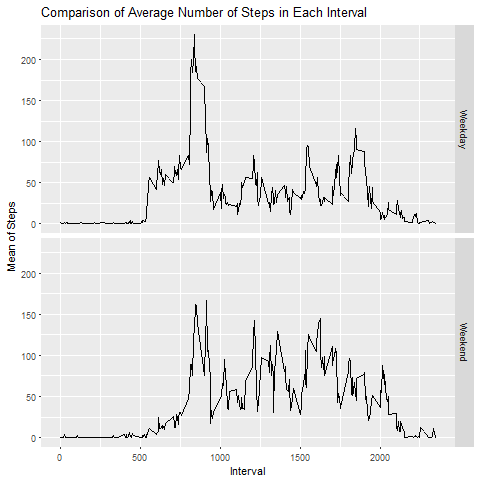 Comparison of Average Number of Steps in Each Interval
Mean of Steps
200
150
100
50
0
Weekday
200
150
100
50
0
Weekend
0 500 1000 1500 2000
Interval